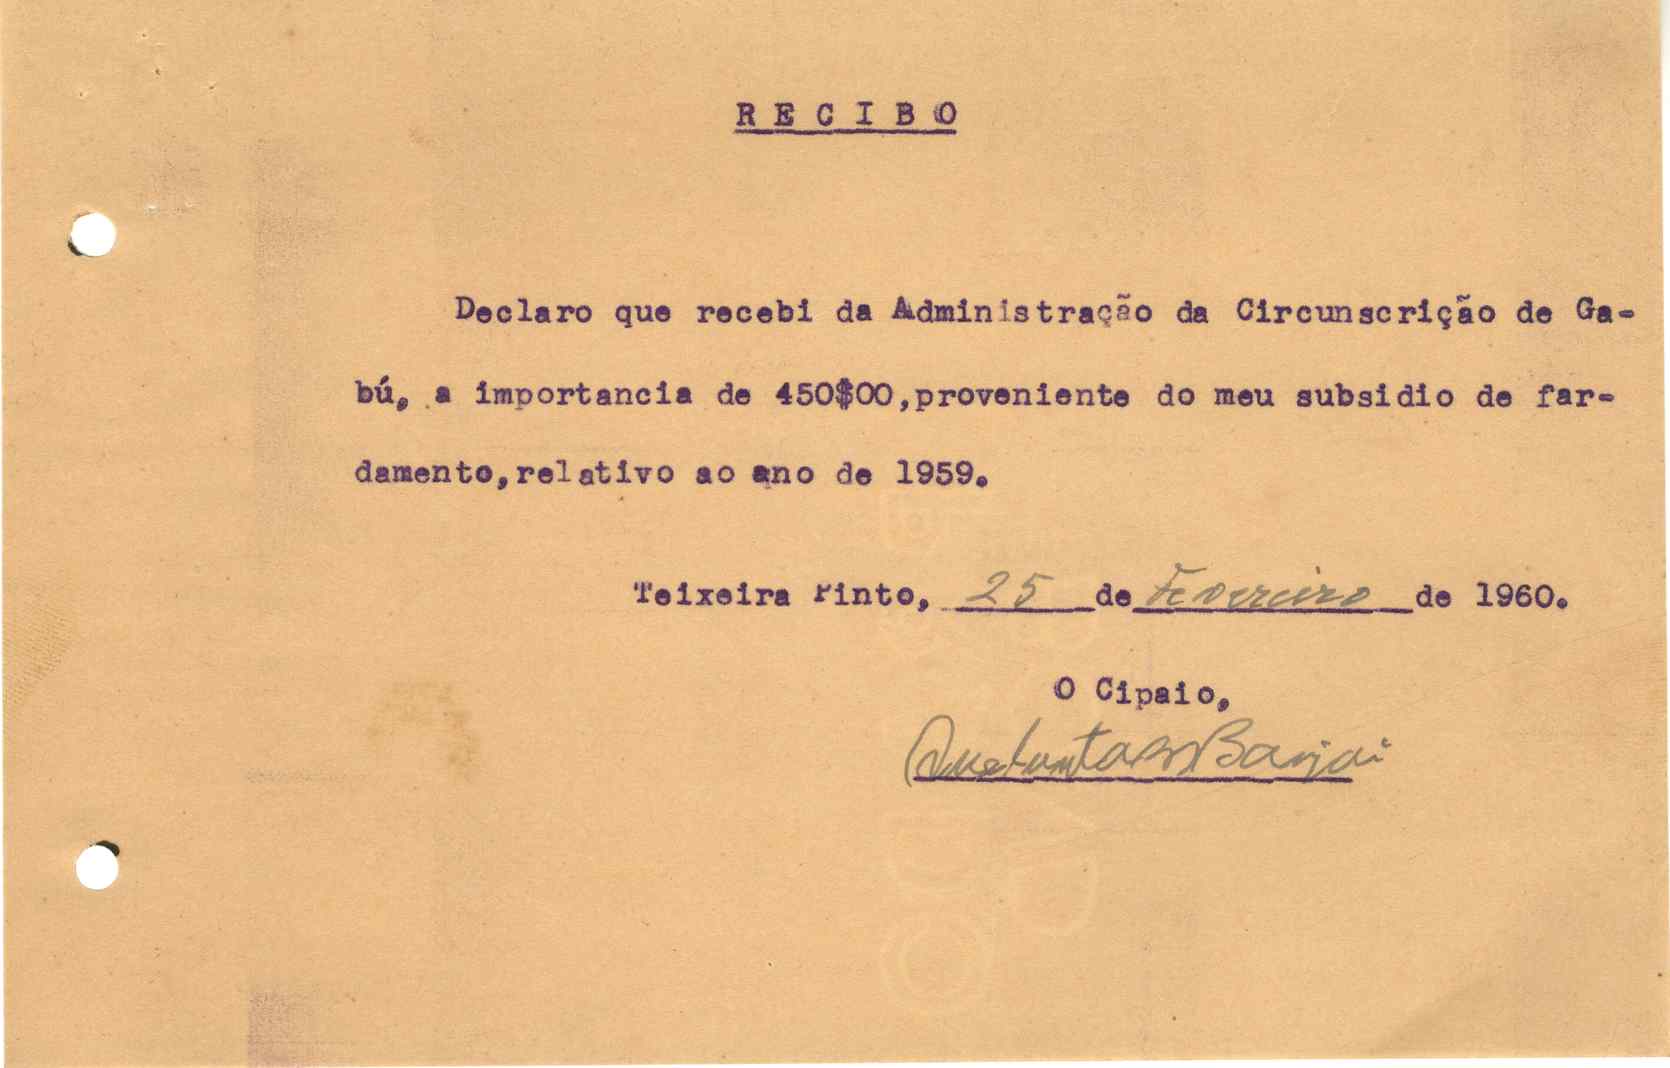 RECIBO
Declaro que recebi da Administração da Circunscrição de Ga-
bú, a importancia de 450$00,proveniente do meu subsidio de far-
damento,relativo ao ano de 1959.
Teixeira Pinto, 25 de Fevereiro de 1960.
O Cipaio,